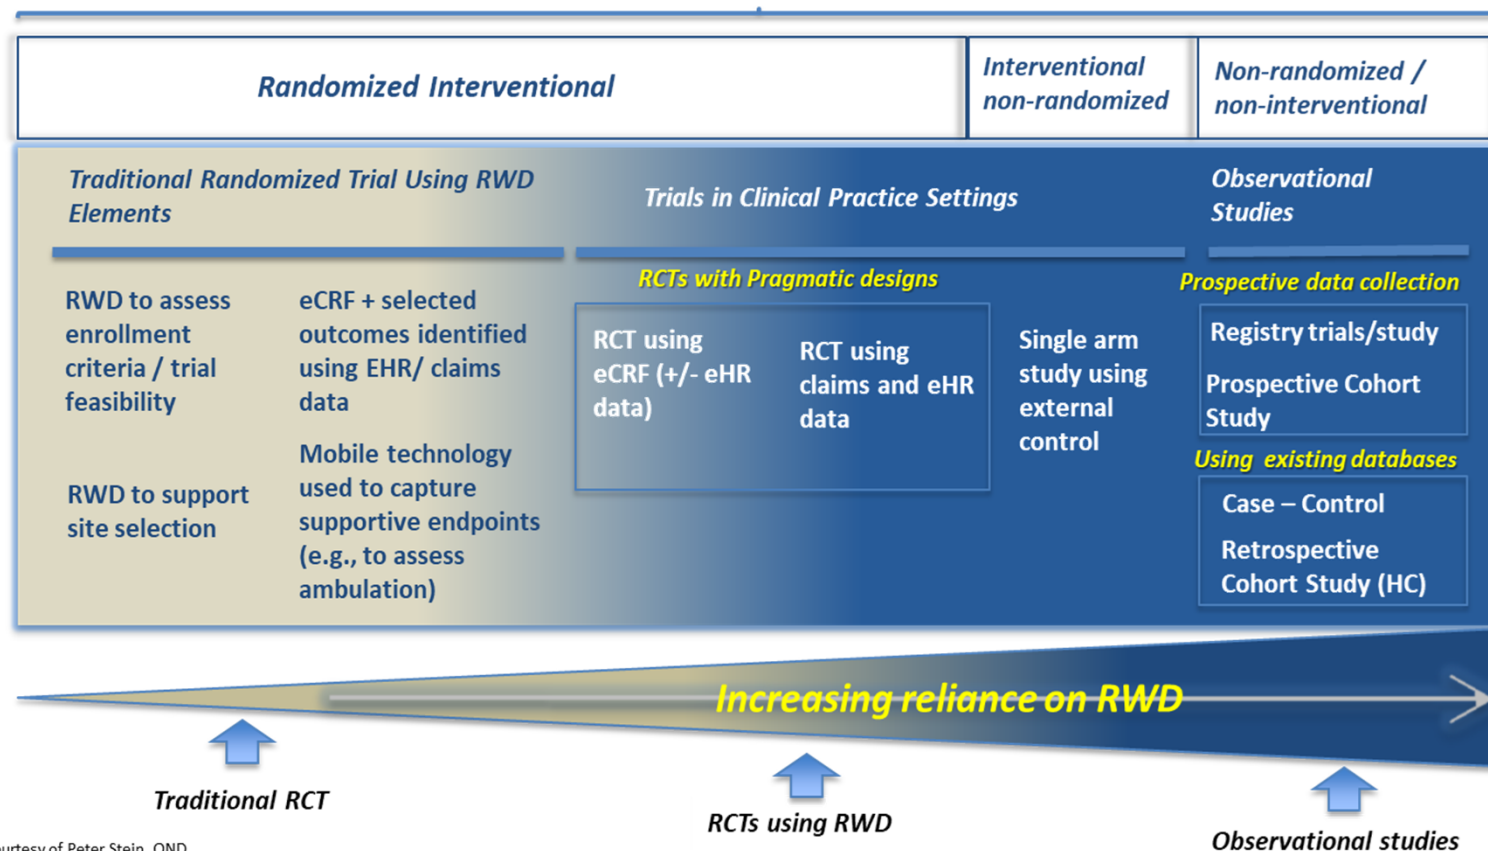 Randomized Interventional
Interventional
non-randomized
Non-randomized /
non-interventional
Traditional Randomized Trial Using RWD
Elements
RWD to assess
enrollment
criteria / trial
feasibility
RWD to support
site selection
eCRF + selected
outcomes identified
using EHR/ claims
data
Mobile technology
used to capture
supportive endpoints
(e.g., to assess
ambulation)
Trials in Clinical Practice Settings
RCTs with Pragmatic designs
RCT using
eCRF (+/- eHR
data)
RCT using
claims and eHR
data
Single arm
study using
external
control
Observational
Studies
Prospective data collection
Registry trials/study
Prospective Cohort
Study
Using existing databases
Case – Control
Retrospective
Cohort Study (HC)
Increasing reliance on RWD
Traditional RCT
RCTs using RWD
Observational studies
of Peter Stein, OND